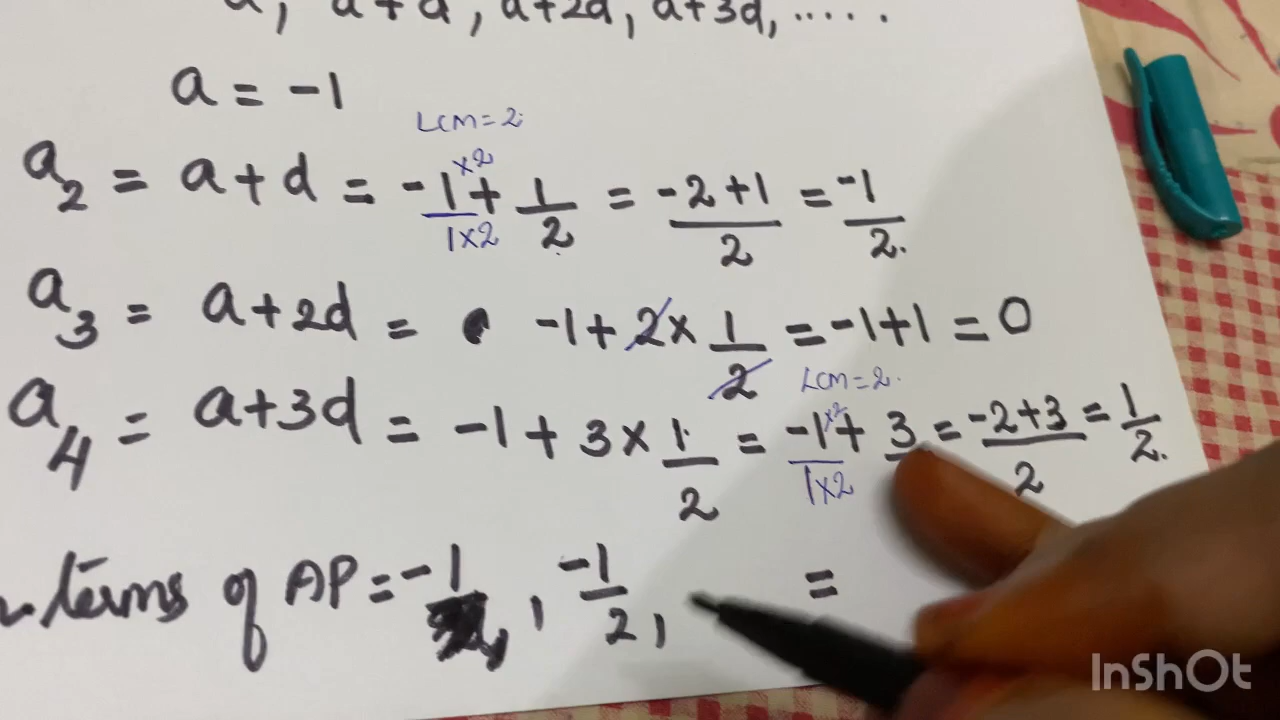 a, a+d, a+2d, a+3d, .....
a = -1
LCM=2
a2 = a+d = -1×2/1×2 + 1/2 = -2+1/2 = -1/2.
a3 = a+2d = -1+2×1/2 = -1+1 = 0
LCM=2.
a4 = a+3d = -1+3×1/2 = -1×2/1×2 + 3 = -2+3/2 = 1/2.
terms of AP = -1, -1/2, =
InShOt